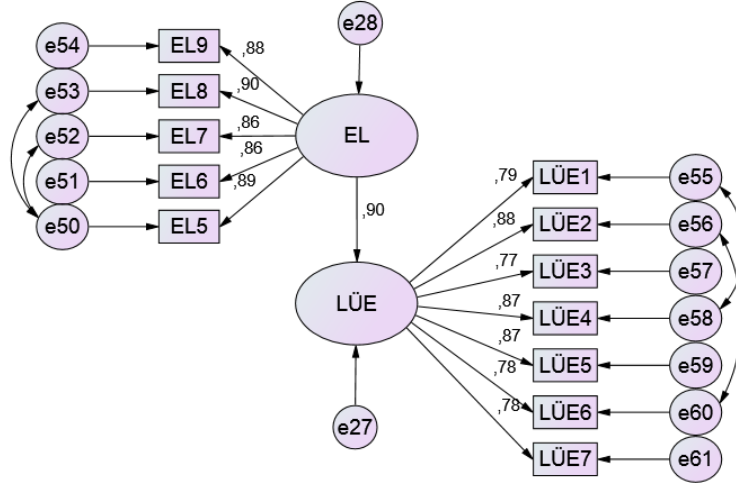 e28
e54
EL9
,88
e53
EL8
,90
e52
EL7
,86
EL
e51
EL6
,86
e50
EL5
,89
,90
LÜE
e27
,79
LÜE1
e55
,88
LÜE2
e56
,77
LÜE3
e57
,87
LÜE4
e58
,87
LÜE5
e59
,78
LÜE6
e60
,78
LÜE7
e61